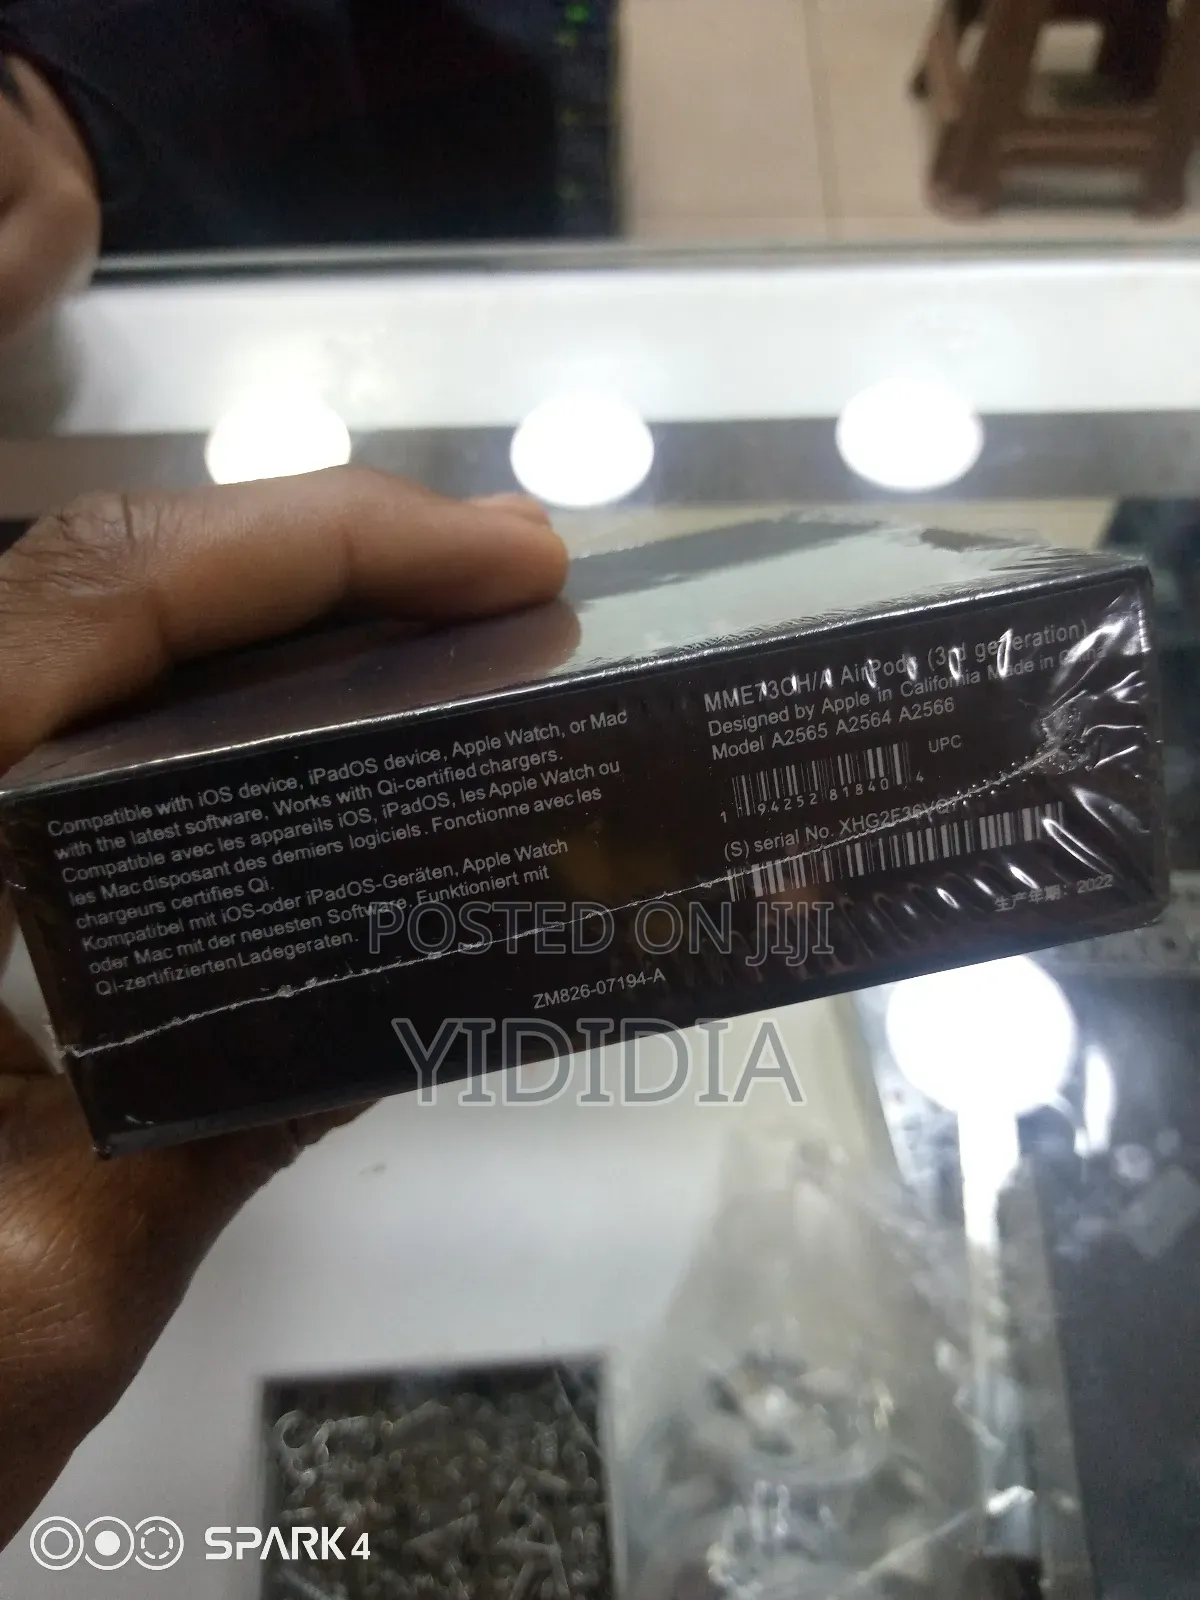 Compatible with iOS device, iPadOS device, Apple Watch, or Mac
with the latest software, Works with Qi-certified chargers.
Compatible avec les appareils iOS, iPadOS, les Apple Watch ou
les Mac disposant des derniers logiciels. Fonctionne avec les
chargeurs certifies Qi.
Kompatibel mit iOS-oder iPadOS-Geräten, Apple Watch
oder Mac mit der neuesten Software. Funktioniert mit
Qi-zertifizierten Ladegeraten.
ZM826-07194-A
MME73CH/A AirPods (3rd generation)
Designed by Apple in California Made in China
Model A2565 A2564 A2566
UPC
1 94252 81840 4
(S) serial No.
生产年期：2022
POSTED ON JIJI
YIDIDIA
SPARK 4